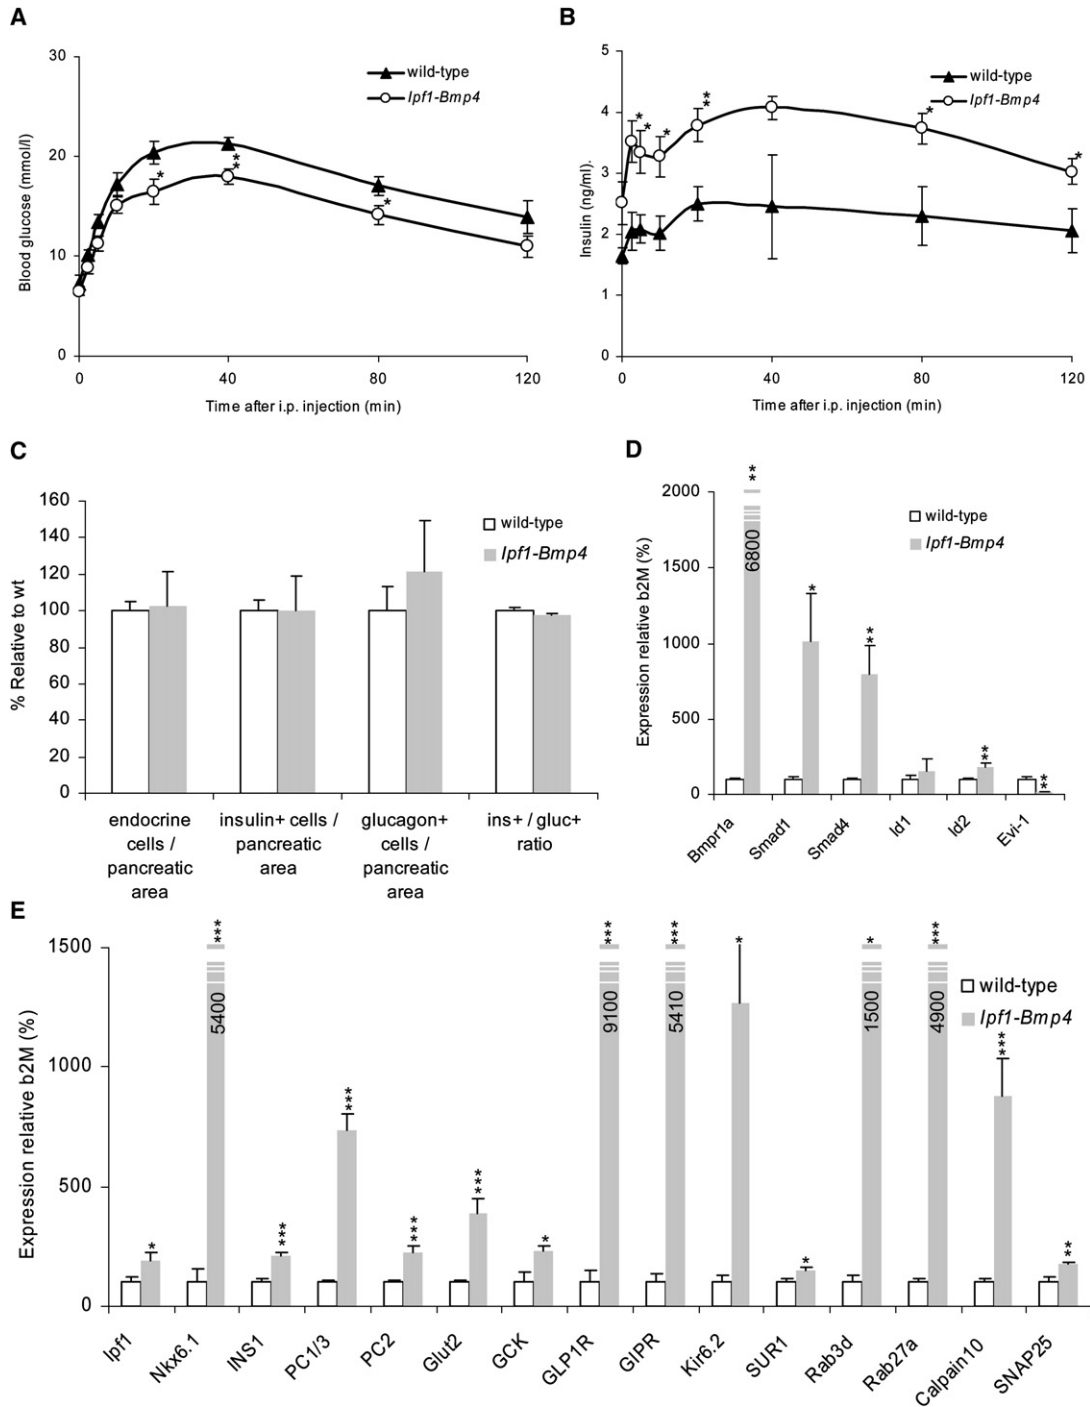 A
30
20
10
0
Blood glucose (mmol/l)
wild-type
Ipf1-Bmp4
*
**
*
0 40 80 120
Time after i.p. injection (min)
B
5
4
3
2
1
0
Insulin (ng/ml).
wild-type
Ipf1-Bmp4
*
*
*
**
*
*
0 40 80 120
Time after i.p. injection (min)
C
160
140
120
100
80
60
40
20
0
% Relative to wt
wild-type
Ipf1-Bmp4
endocrine
cells /
pancreatic
area
insulin+ cells /
pancreatic
area
glucagon+
cells /
pancreatic
area
ins+ / gluc+
ratio
D
2000
1500
1000
500
0
Expression relative b2M (%)
wild-type
Ipf1-Bmp4
**
6800
*
**
**
**
Bmpr1a
Smad1
Smad4
Id1
Id2
Evi-1
E
1500
1000
500
0
Expression relative b2M (%)
wild-type
Ipf1-Bmp4
*
***
5400
***
***
***
***
*
***
9100
***
5410
*
*
*
1500
***
4900
***
**
Ipf1
Nkx6.1
INS1
PC1/3
PC2
Glut2
GCK
GLP1R
GIPR
Kir6.2
SUR1
Rab3d
Rab27a
Calpain10
SNAP25